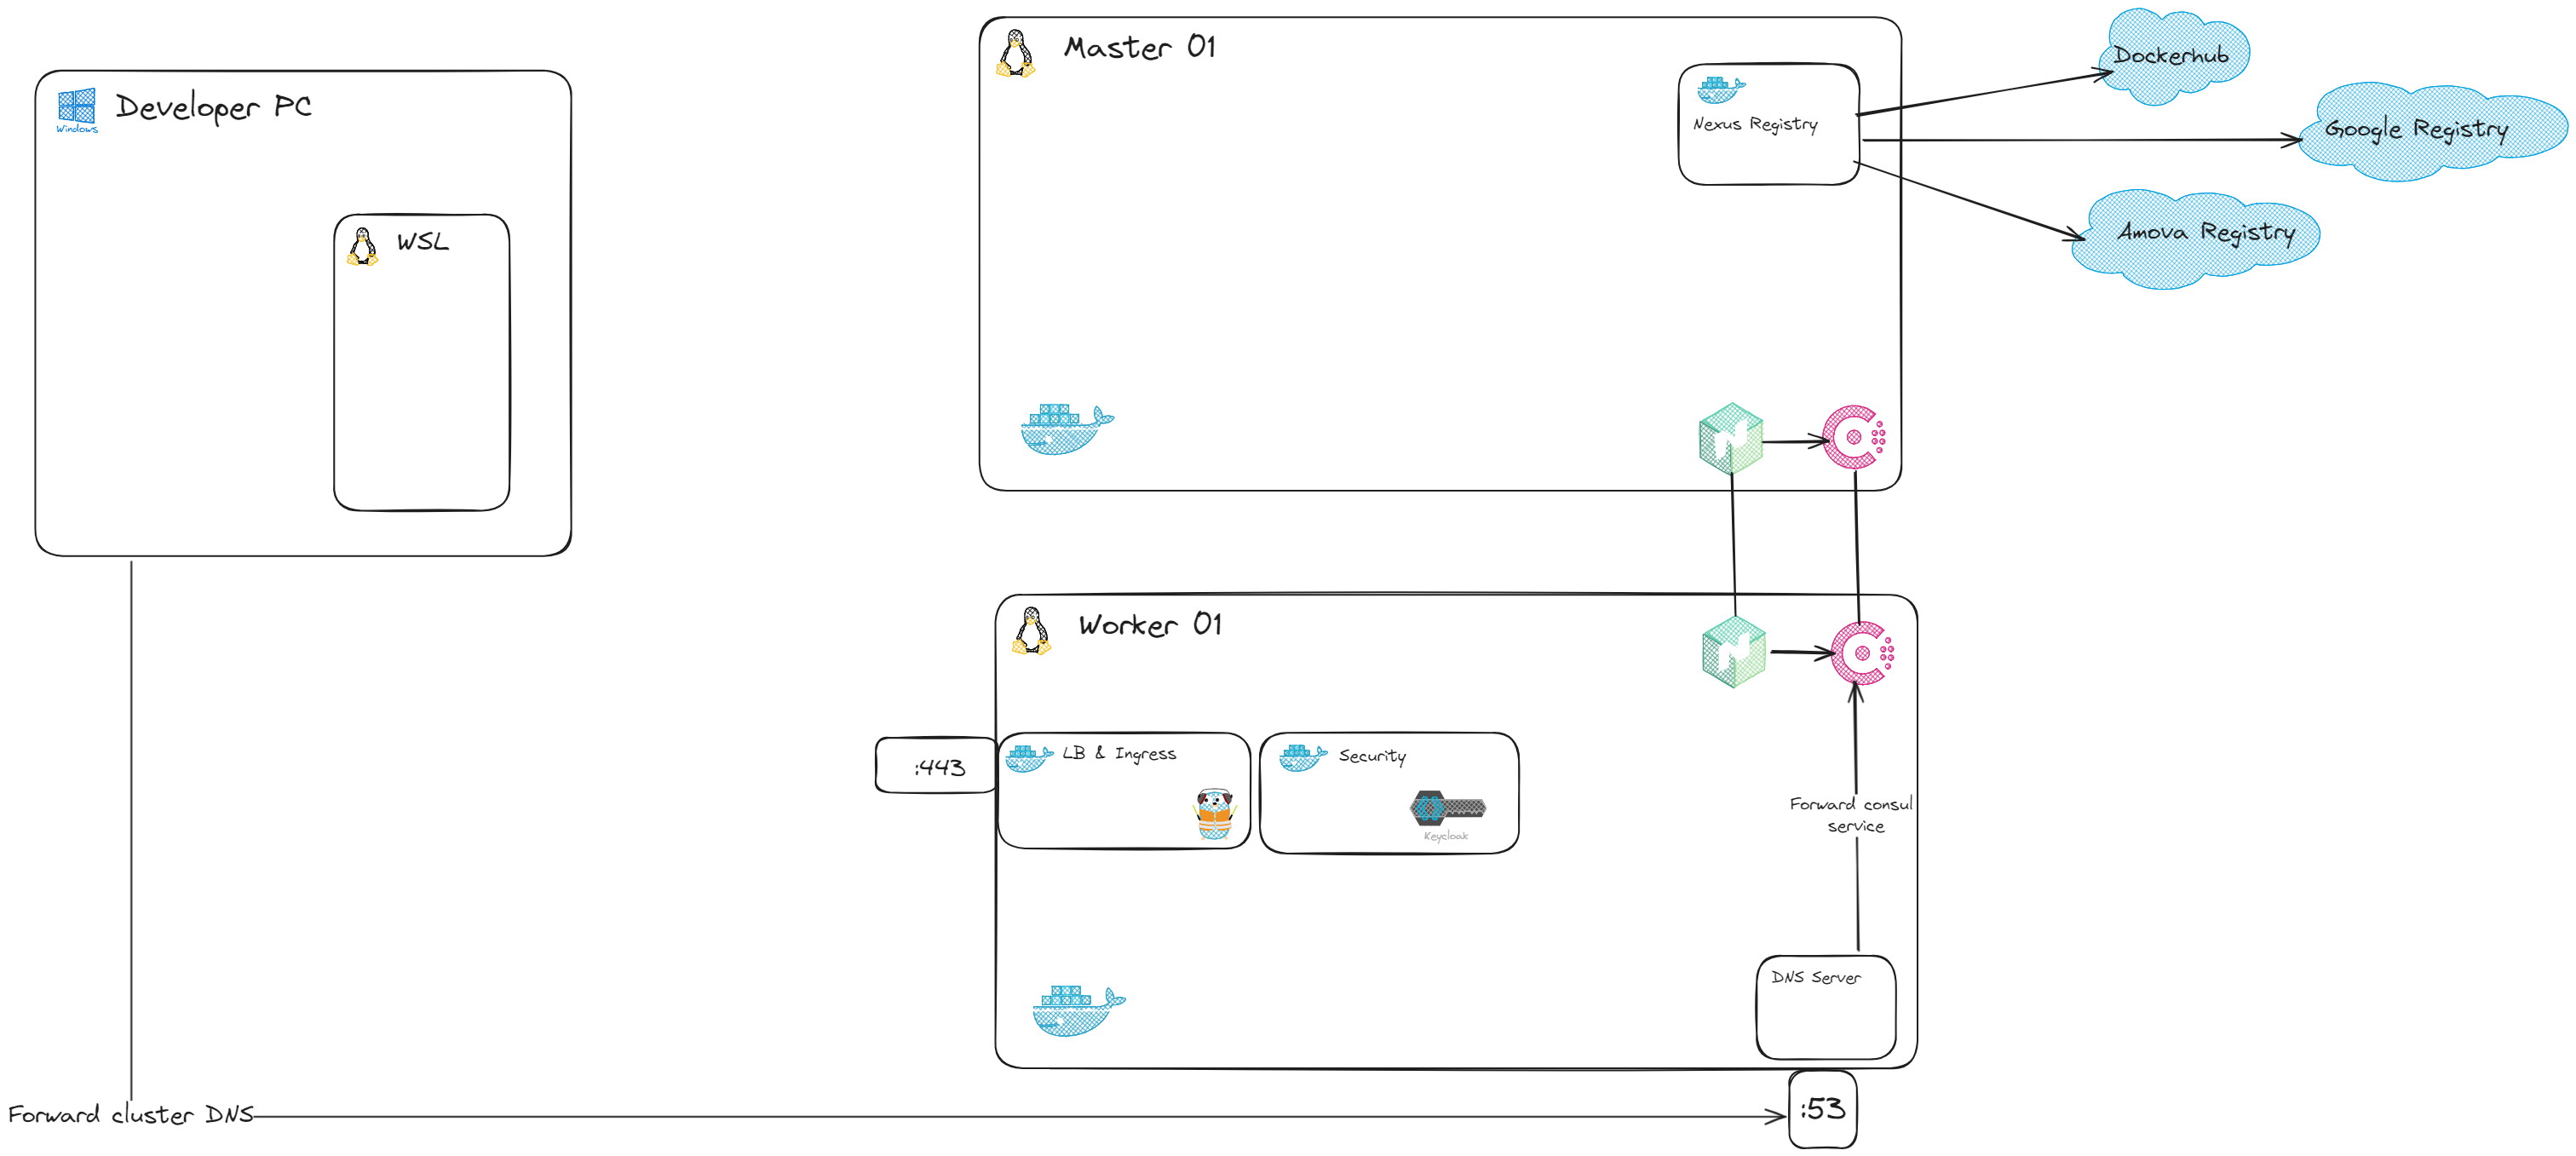 Developer PC
Windows
WSL
Master 01
Nexus Registry
Dockerhub
Google Registry
Amova Registry
Worker 01
:443
LB & Ingress
Security
Keycloak
Forward consul
service
DNS Server
Forward cluster DNS
:53